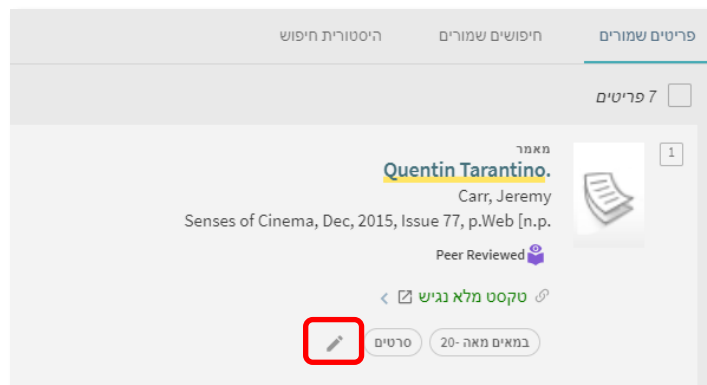 פריטים שמורים
חיפושים שמורים
היסטורית חיפוש
7 פריטים
1
מאמר
Quentin Tarantino.
Carr, Jeremy
Senses of Cinema, Dec, 2015, Issue 77, p.Web [n.p.
Peer Reviewed
טקסט מלא נגיש
במאים מאה -20
סרטים